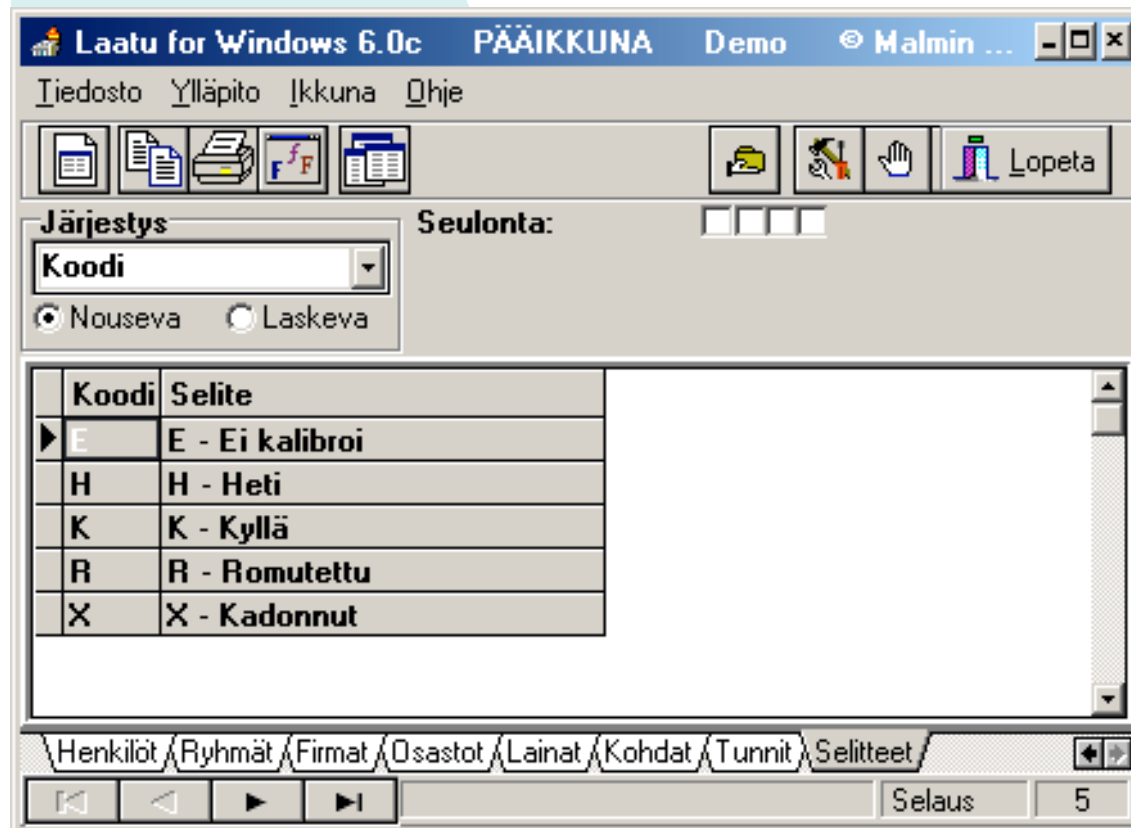 Laatu for Windows 6.0c PÄÄIKKUNA Demo © Malmin ...
Tiedosto Ylläpito Ikkuna Ohje
Lopeta
Järjestys
Seulonta:
Koodi
Nouseva Laskeva
Koodi Selite
E E - Ei kalibroi
H H - Heti
K K - Kyllä
R R - Romutettu
X X - Kadonnut
Henkilöt Ryhmät Firmat Osastot Lainat Kohdat Tunnit Selitteet
Selaus 5